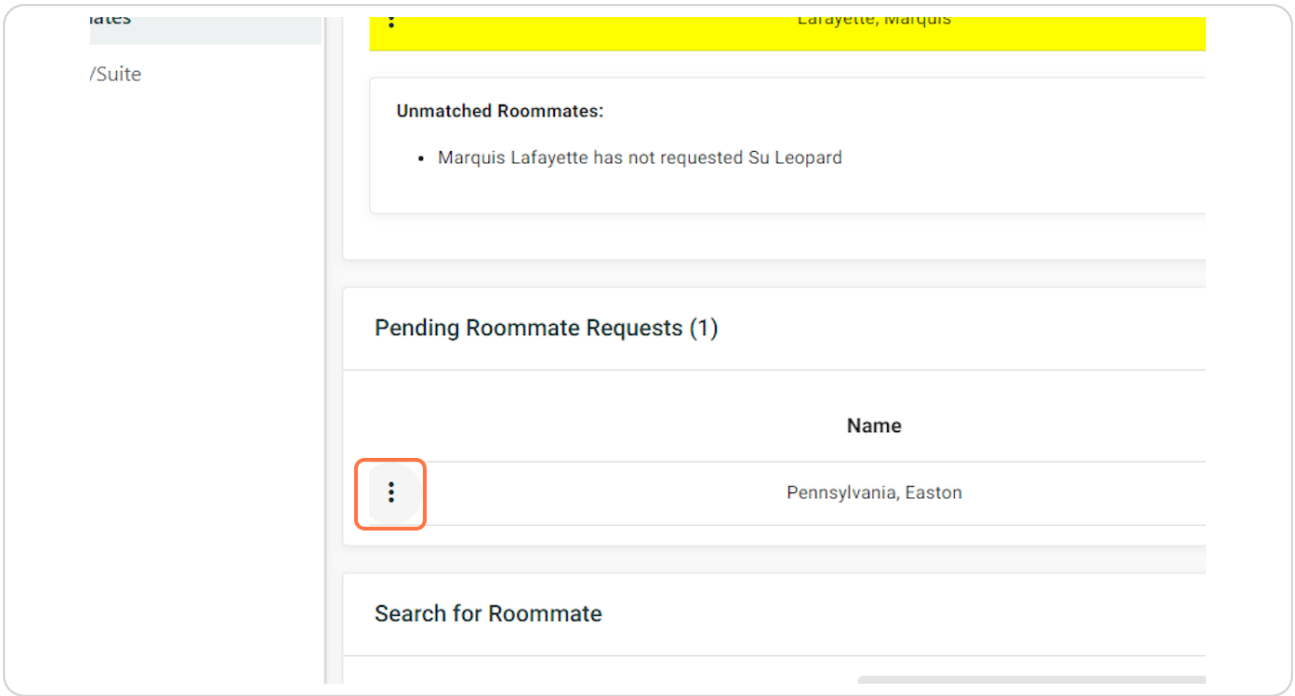 /Suite
Lafayette, Marquis
Unmatched Roommates:
Marquis Lafayette has not requested Su Leopard
Pending Roommate Requests (1)
Name
Pennsylvania, Easton
Search for Roommate